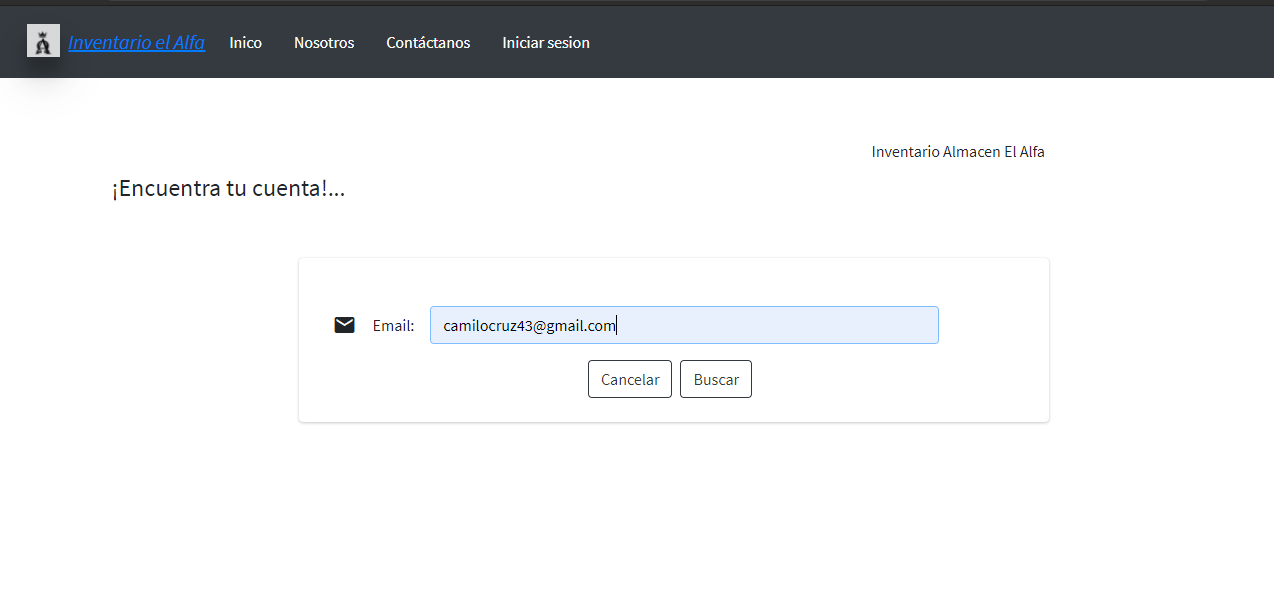 Inventario el Alfa Inico Nosotros Contáctanos Iniciar sesion
Inventario Almacen El Alfa
¡Encuentra tu cuenta!...
Email: camilocruz43@gmail.com
Cancelar Buscar